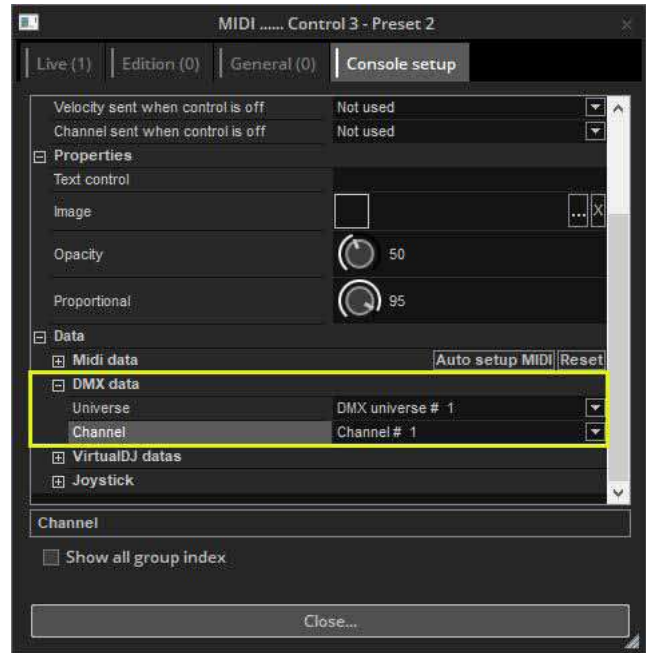 MIDI ...... Control 3 - Preset 2
Live (1) Edition (0) General (0) Console setup
Velocity sent when control is off Not used
Channel sent when control is off Not used
Properties
Text control
Image ... X
Opacity 50
Proportional 95
Data
Midi data Auto setup MIDI Reset
DMX data
Universe DMX universe # 1
Channel Channel # 1
VirtualDJ datas
Joystick
Channel
Show all group index
Close...